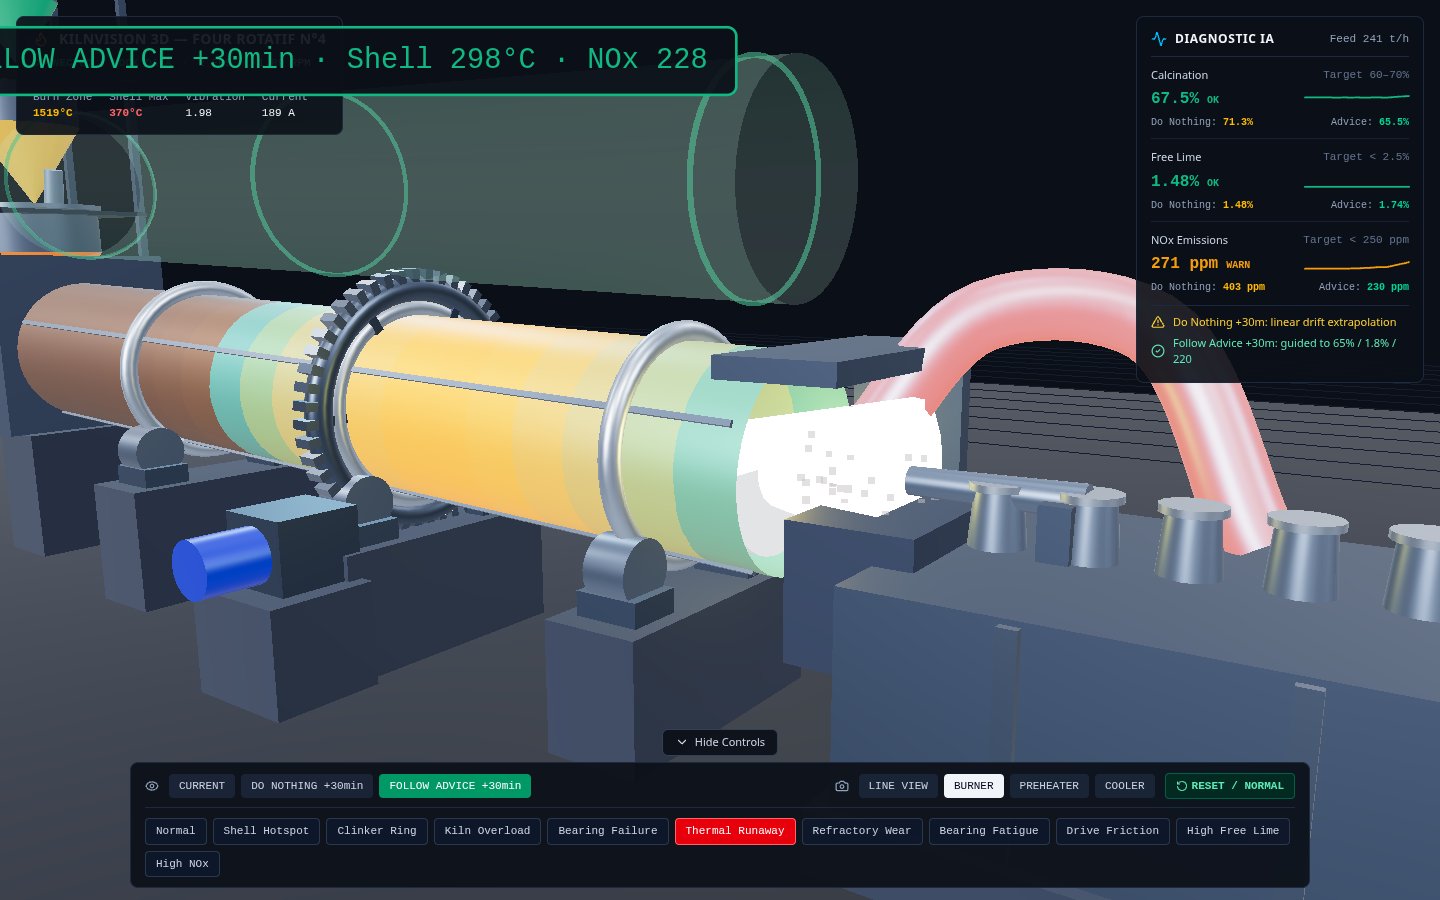 KILNVISION 3D — FOUR ROTATIF N°4
LLOW ADVICE +30min · Shell 298°C · NOx 228
Burn Zone Shell Max Vibration Current
1519°C 370°C 1.98 189 A
DIAGNOSTIC IA Feed 241 t/h
Calcination Target 60–70%
67.5% OK
Do Nothing: 71.3% Advice: 65.5%
Free Lime Target < 2.5%
1.48% OK
Do Nothing: 1.48% Advice: 1.74%
NOx Emissions Target < 250 ppm
271 ppm WARN
Do Nothing: 403 ppm Advice: 230 ppm
Do Nothing +30m: linear drift extrapolation
Follow Advice +30m: guided to 65% / 1.8% /
220
Hide Controls
CURRENT DO NOTHING +30min FOLLOW ADVICE +30min LINE VIEW BURNER PREHEATER COOLER RESET / NORMAL
Normal Shell Hotspot Clinker Ring Kiln Overload Bearing Failure Thermal Runaway Refractory Wear Bearing Fatigue Drive Friction High Free Lime
High NOx